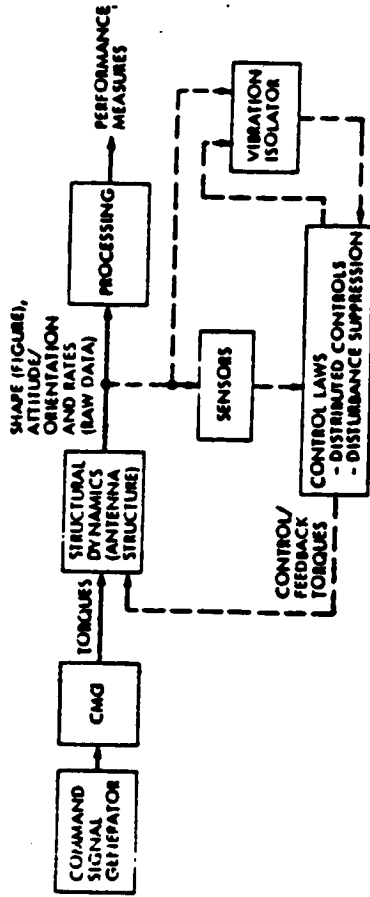 COMMAND
SIGNAL
GENERATOR
CMG
TORQUES
STRUCTURAL
DYNAMICS
(ANTENNA
STRUCTURE)
SHAPE (FIGURE),
ATTITUDE/
ORIENTATION
AND RATES
(RAW DATA)
PROCESSING
PERFORMANCE
MEASURES
SENSORS
VIBRATION
ISOLATOR
CONTROL/
FEEDBACK
TORQUES
CONTROL LAWS
- DISTRIBUTED CONTROLS
- DISTURBANCE SUPPRESSION